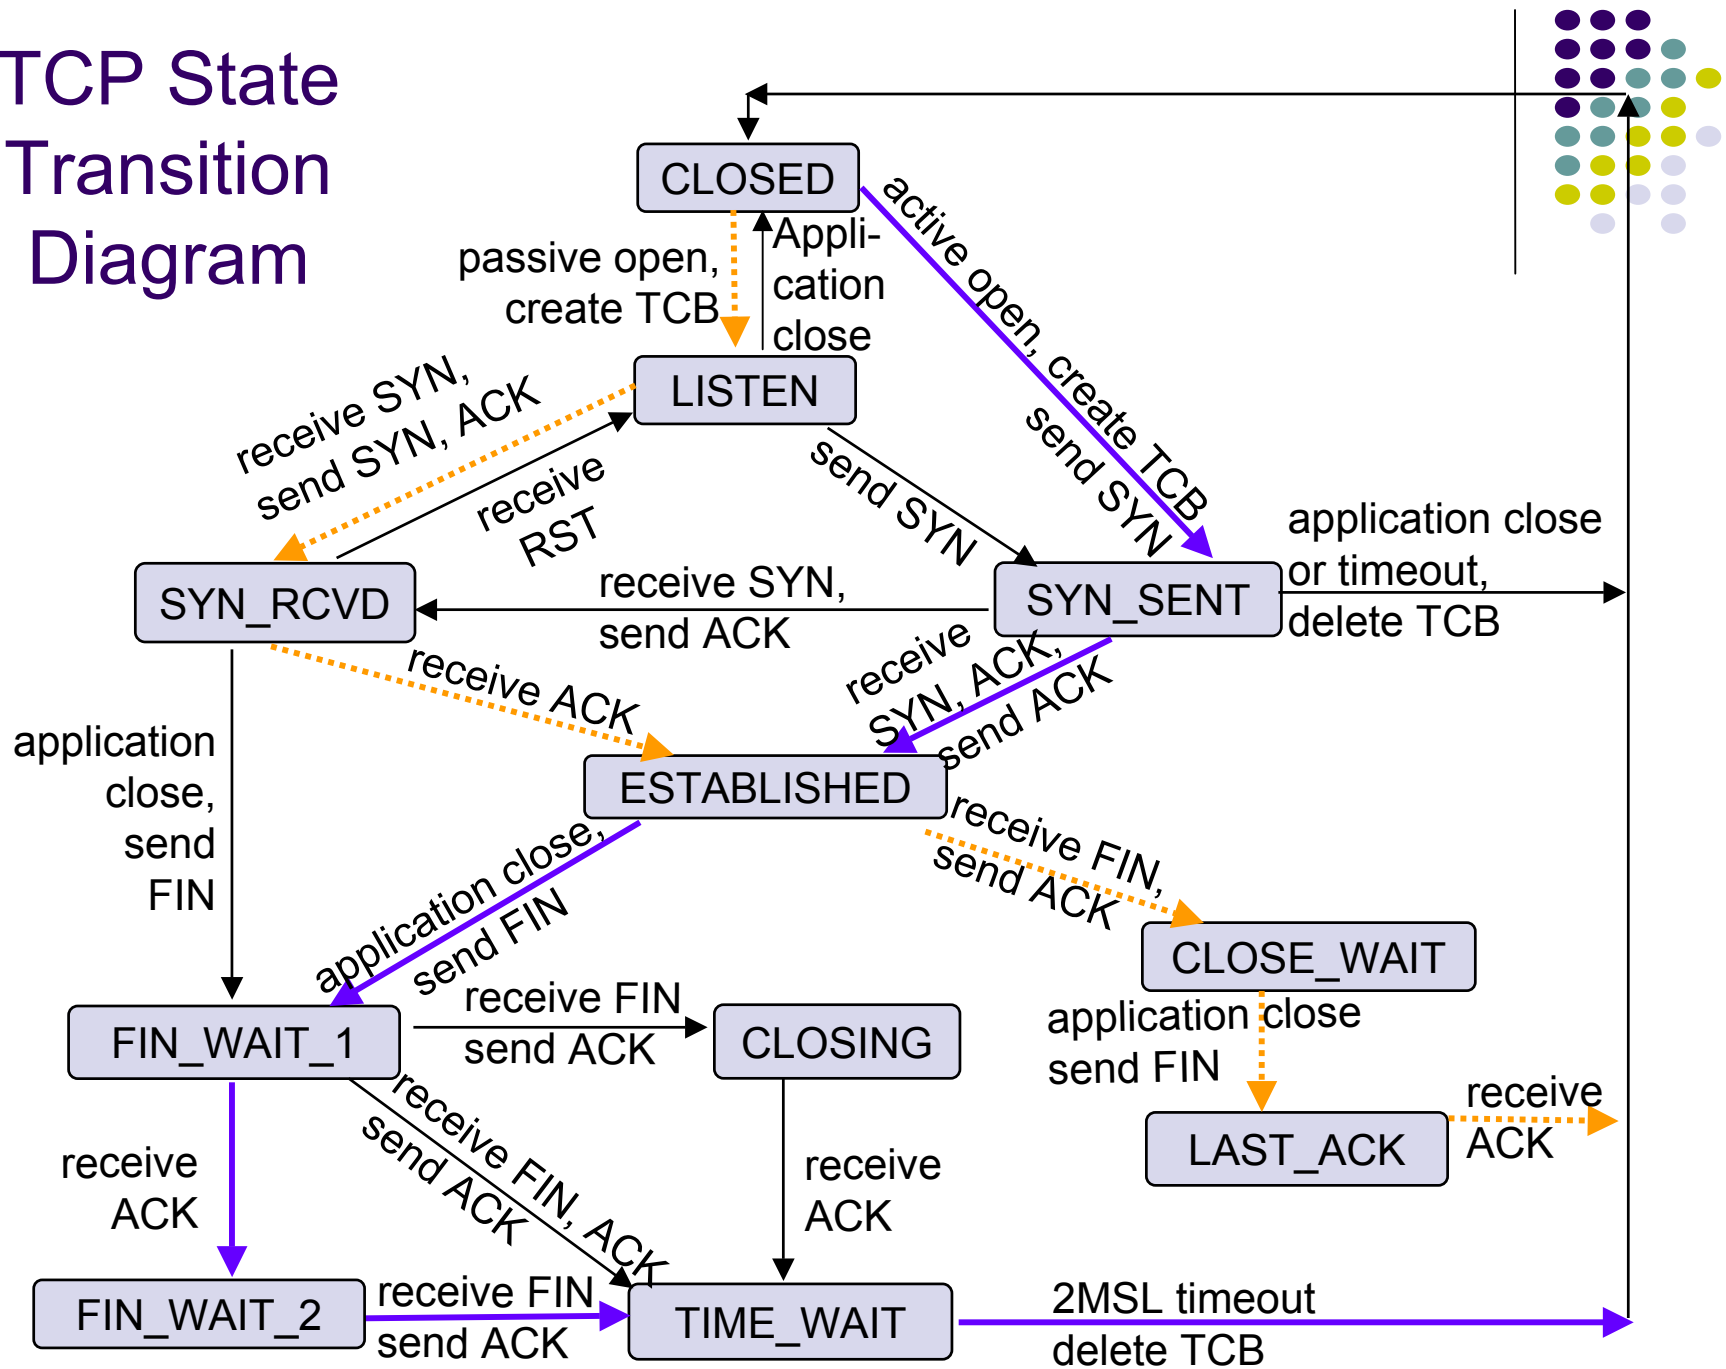 TCP State
Transition
Diagram
CLOSED
passive open,
create TCB
Appli-
cation
close
active open, create TCB
send SYN
LISTEN
receive SYN,
send SYN, ACK
receive
RST
send SYN
application close
or timeout,
delete TCB
SYN_RCVD
receive SYN,
send ACK
SYN_SENT
receive ACK
receive
SYN, ACK,
send ACK
application
close,
send
FIN
ESTABLISHED
application close,
send FIN
receive FIN,
send ACK
CLOSE_WAIT
FIN_WAIT_1
receive FIN
send ACK
CLOSING
application close
send FIN
receive FIN, ACK
send ACK
receive
ACK
receive
ACK
LAST_ACK
receive
ACK
FIN_WAIT_2
receive FIN
send ACK
TIME_WAIT
2MSL timeout
delete TCB